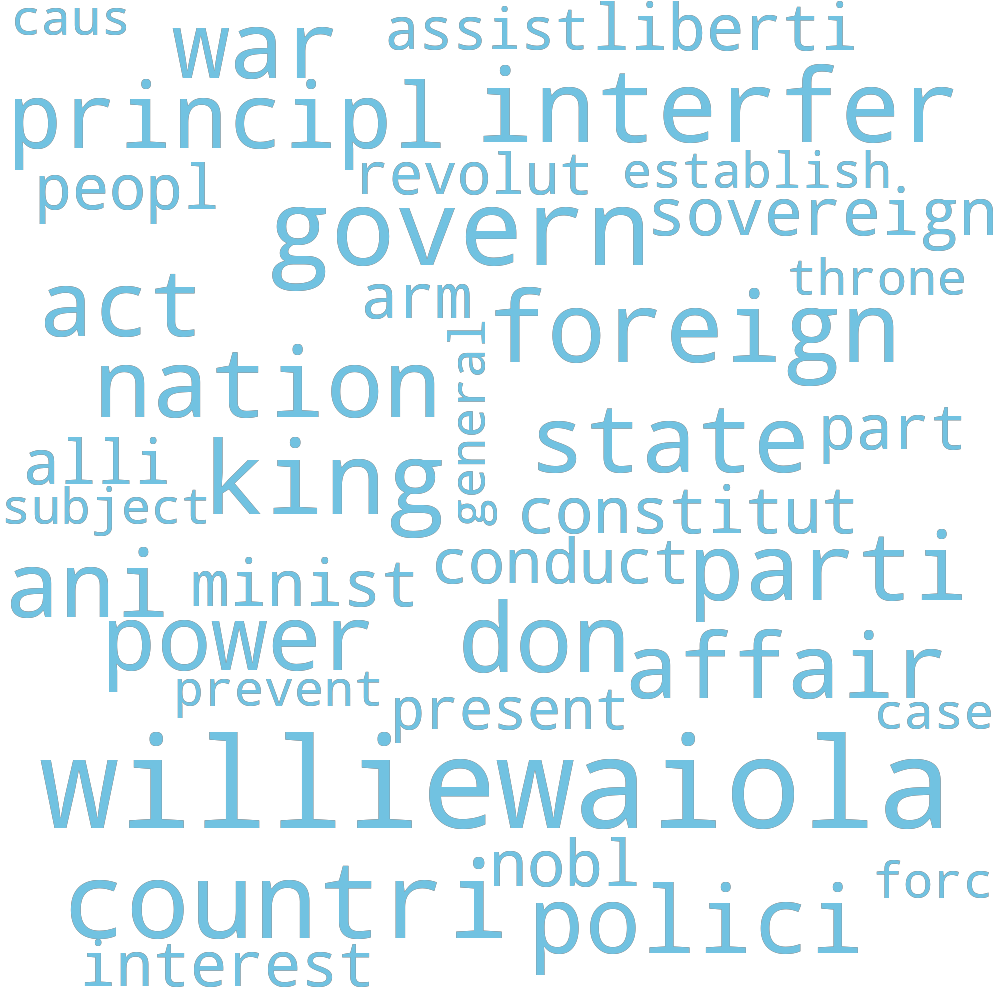 caus
war
assist
liberti
principl
interfer
peopl
revolut
establish
govern
sovereign
act
arm
foreign
throne
nation
general
state
part
alli
king
subject
constitut
ani
minist
conduct
parti
power
don
affair
prevent
present
case
williewaiola
countri
nobl
polici
forc
interest